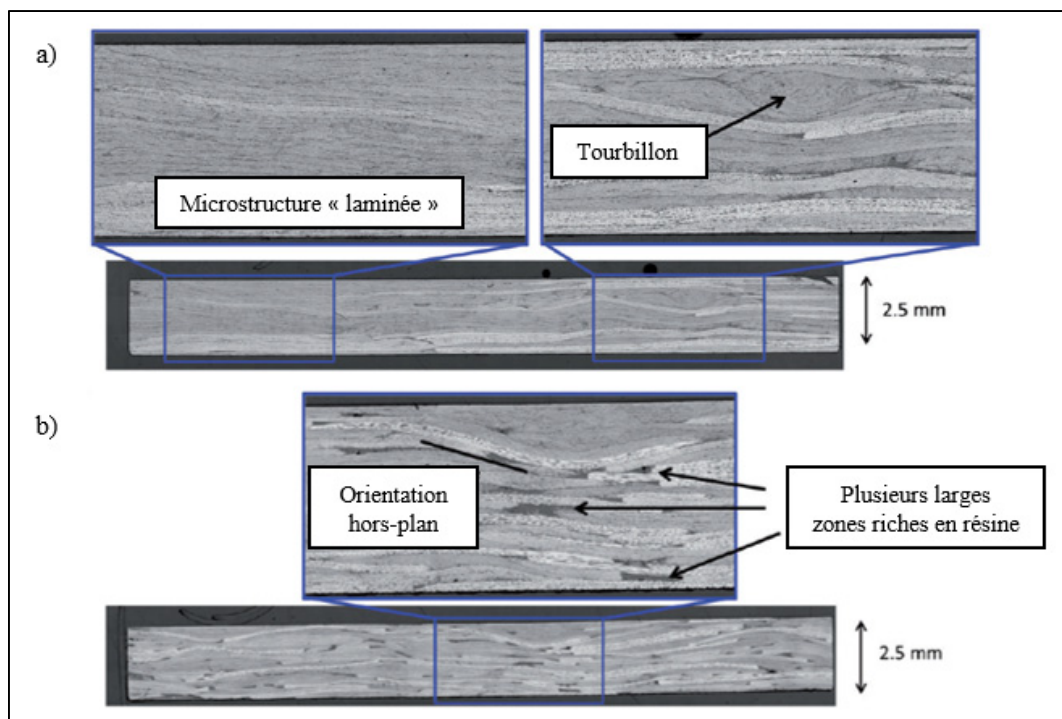 a)
Tourbillon
Microstructure « laminée »
2.5 mm
b)
Orientation
hors-plan
Plusieurs larges
zones riches en résine
2.5 mm